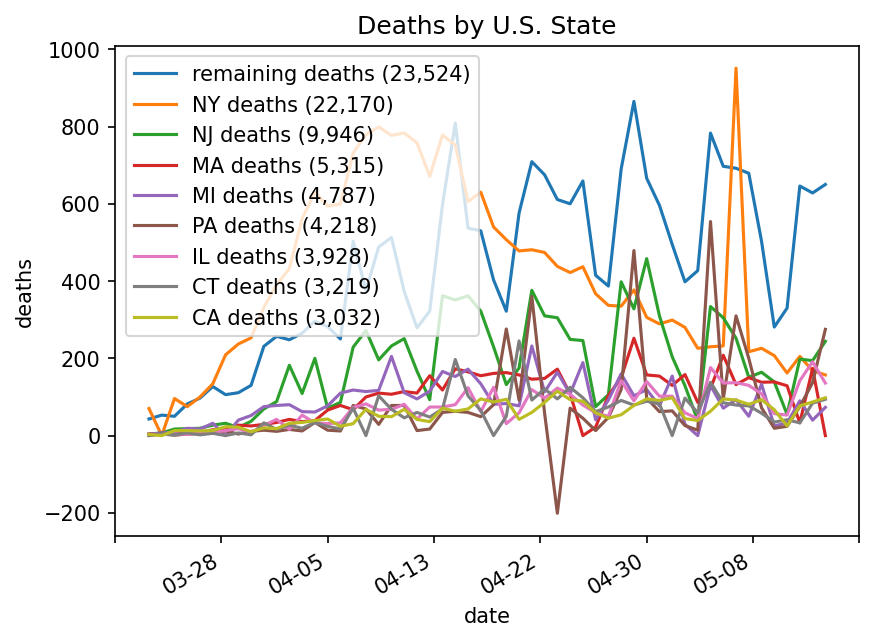 Deaths by U.S. State
1000
800
600
400
200
0
−200
deaths
remaining deaths (23,524)
NY deaths (22,170)
NJ deaths (9,946)
MA deaths (5,315)
MI deaths (4,787)
PA deaths (4,218)
IL deaths (3,928)
CT deaths (3,219)
CA deaths (3,032)
03-28
04-05
04-13
04-22
04-30
05-08
date